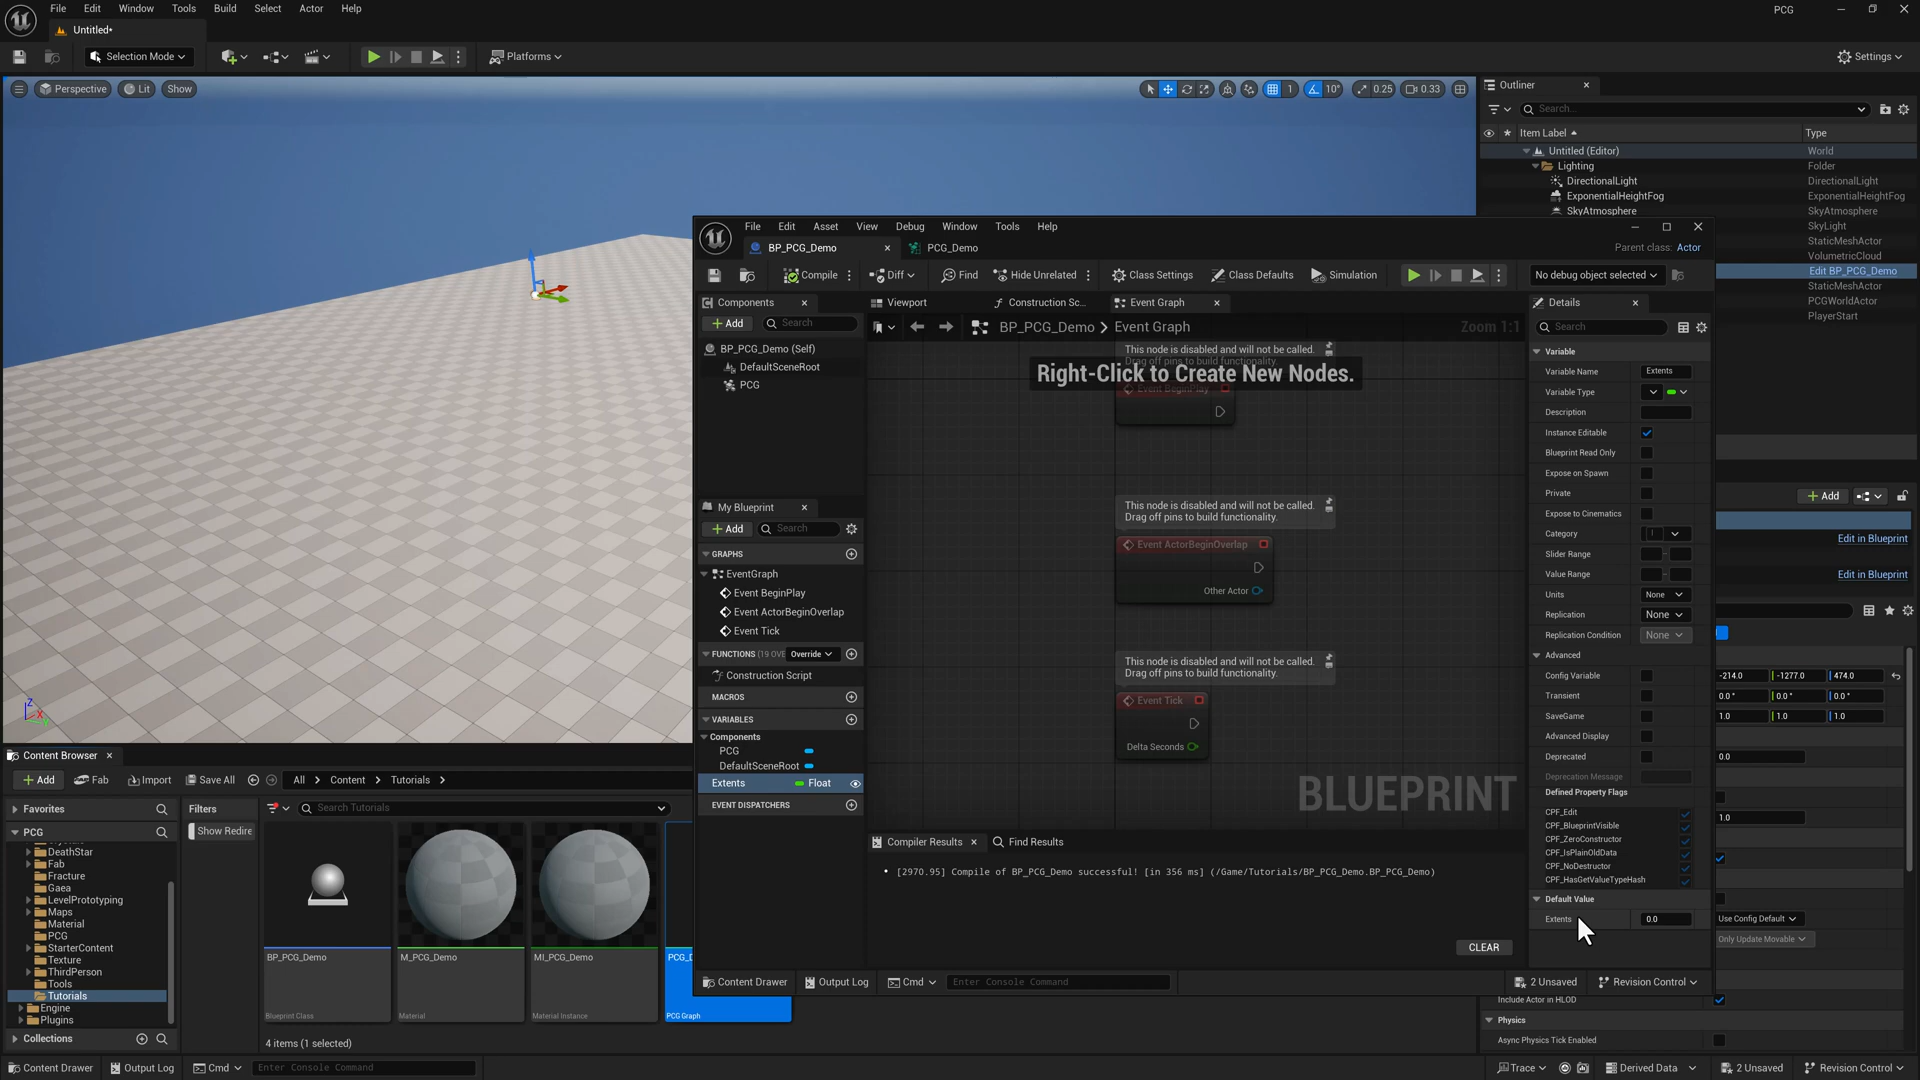 File Edit Window Tools Build Select Actor Help
PCG
Untitled*
Selection Mode
Platforms
Settings
Perspective
Lit
Show
1
10°
0.25
0.33
Outliner
Search...
Item Label
Type
Untitled (Editor)
World
Lighting
Folder
DirectionalLight
DirectionalLight
ExponentialHeightFog
ExponentialHeightFog
SkyAtmosphere
SkyAtmosphere
SkyLight
StaticMeshActor
VolumetricCloud
Edit BP_PCG_Demo
StaticMeshActor
PCGWorldActor
PlayerStart
File Edit Asset View Debug Window Tools Help
BP_PCG_Demo
PCG_Demo
Parent class: Actor
Compile
Diff
Find
Hide Unrelated
Class Settings
Class Defaults
Simulation
No debug object selected
Components
Add
Search
BP_PCG_Demo (Self)
DefaultSceneRoot
PCG
Viewport
Construction Sc...
Event Graph
BP_PCG_Demo
Event Graph
Zoom 1:1
This node is disabled and will not be called.
Drag off pins to build functionality.
Right-Click to Create New Nodes.
Event BeginPlay
This node is disabled and will not be called.
Drag off pins to build functionality.
Event ActorBeginOverlap
Other Actor
This node is disabled and will not be called.
Drag off pins to build functionality.
Event Tick
Delta Seconds
BLUEPRINT
My Blueprint
Add
Search
GRAPHS
EventGraph
Event BeginPlay
Event ActorBeginOverlap
Event Tick
FUNCTIONS (19 OVE
Override
Construction Script
MACROS
VARIABLES
Components
PCG
DefaultSceneRoot
Extents
Float
EVENT DISPATCHERS
Details
Search
Variable
Variable Name
Extents
Variable Type
Description
Instance Editable
Blueprint Read Only
Expose on Spawn
Private
Expose to Cinematics
Category
Slider Range
Value Range
Units
None
Replication
None
Replication Condition
None
Advanced
Config Variable
Transient
SaveGame
Advanced Display
Deprecated
Deprecation Message
Defined Property Flags
CPF_Edit
CPF_BlueprintVisible
CPF_ZeroConstructor
CPF_IsPlainOldData
CPF_NoDestructor
CPF_HasGetValueTypeHash
Default Value
Extents
0.0
Compiler Results
Find Results
[2970.95] Compile of BP_PCG_Demo successful! [in 356 ms] (/Game/Tutorials/BP_PCG_Demo.BP_PCG_Demo)
CLEAR
Content Drawer
Output Log
Cmd
Enter Console Command
2 Unsaved
Revision Control
Add
Edit in Blueprint
Edit in Blueprint
-214.0
-1277.0
474.0
0.0 °
0.0 °
0.0 °
1.0
1.0
1.0
0.0
1.0
Use Config Default
Only Update Movable
Include Actor in HLOD
Physics
Async Physics Tick Enabled
Content Browser
Add
Fab
Import
Save All
All
Content
Tutorials
Favorites
Filters
Search Tutorials
PCG
Show Redire
DeathStar
Fab
Fracture
Gaea
LevelPrototyping
Maps
Material
PCG
StarterContent
Texture
ThirdPerson
Tools
Tutorials
Engine
Plugins
Collections
BP_PCG_Demo
Blueprint Class
M_PCG_Demo
Material
MI_PCG_Demo
Material Instance
PCG_D
PCG Graph
4 items (1 selected)
Content Drawer
Output Log
Cmd
Enter Console Command
Trace
Derived Data
2 Unsaved
Revision Control